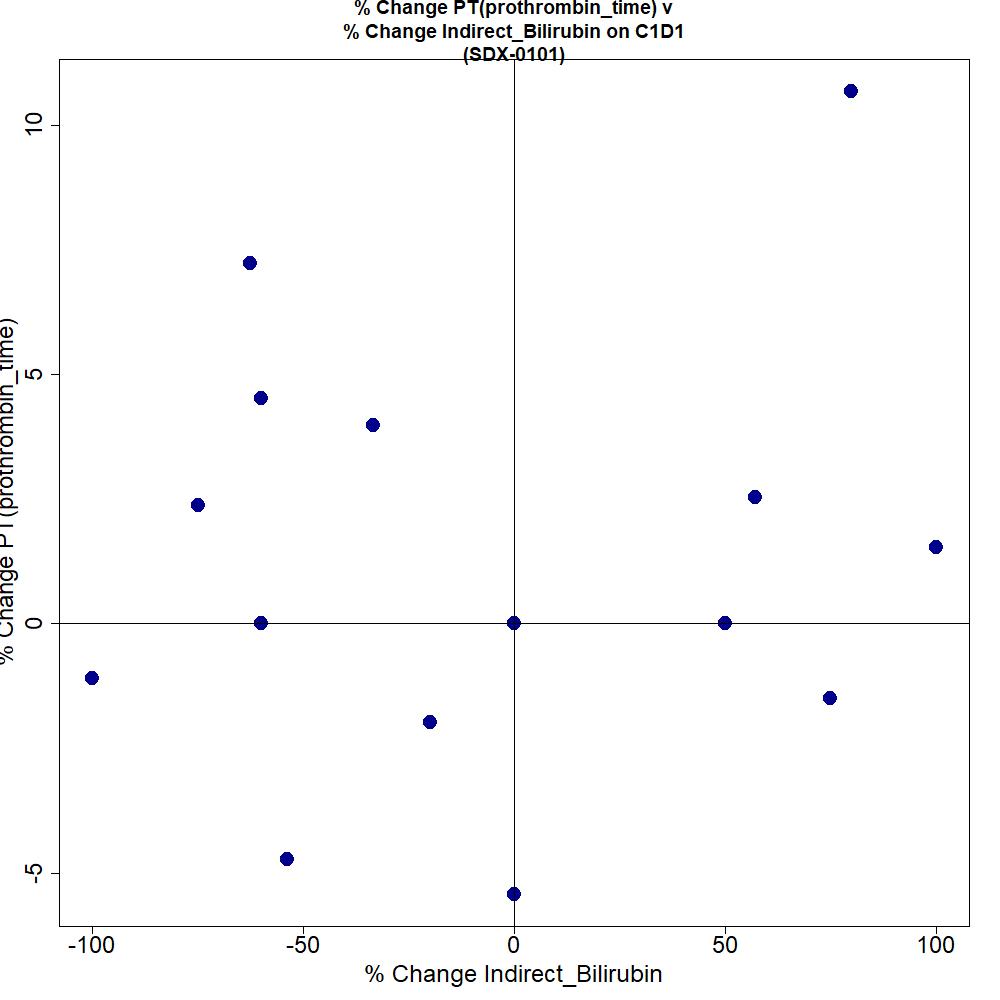 % Change PT(prothrombin_time) v
% Change Indirect_Bilirubin on C1D1
(SDX-0101)
% Change PT(prothrombin_time)
10
5
0
-5
-100
-50
0
50
100
% Change Indirect_Bilirubin